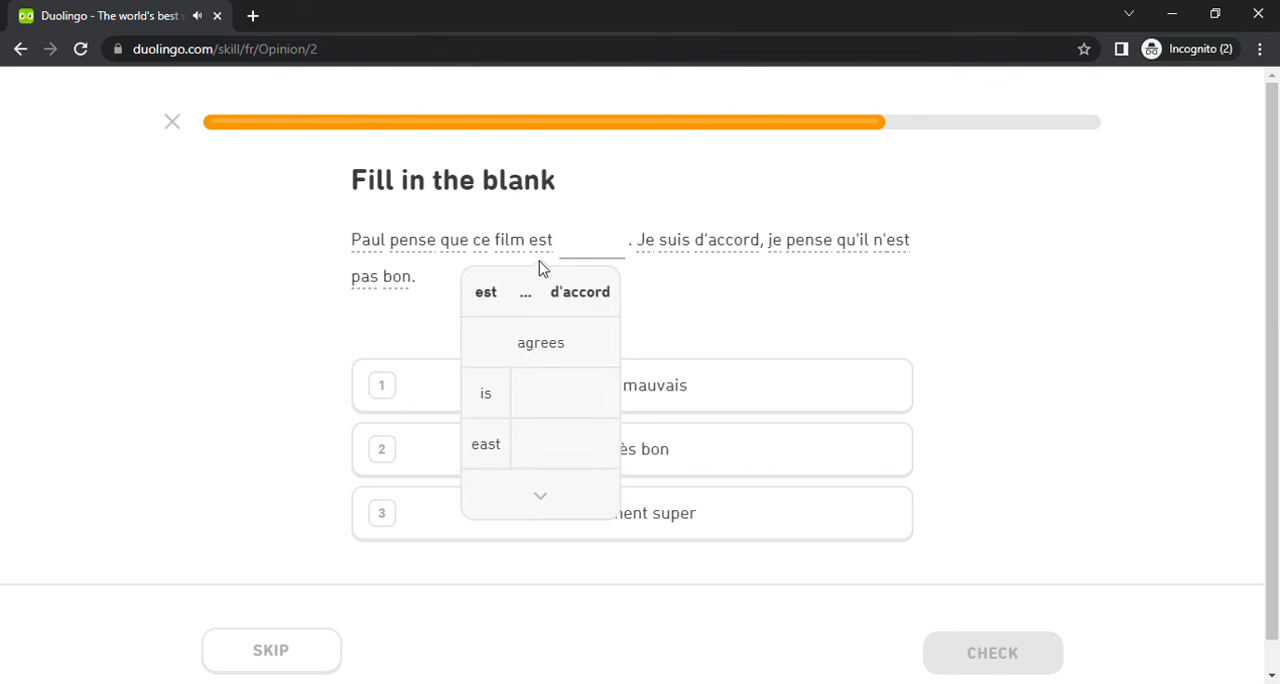 Duolingo - The world's best
duolingo.com/skill/fr/Opinion/2
Incognito (2)
Fill in the blank
Paul pense que ce film est ______ . Je suis d'accord, je pense qu'il n'est
pas bon.
est ... d'accord
agrees
is
east
1 mauvais
2 bon
3 super
SKIP
CHECK